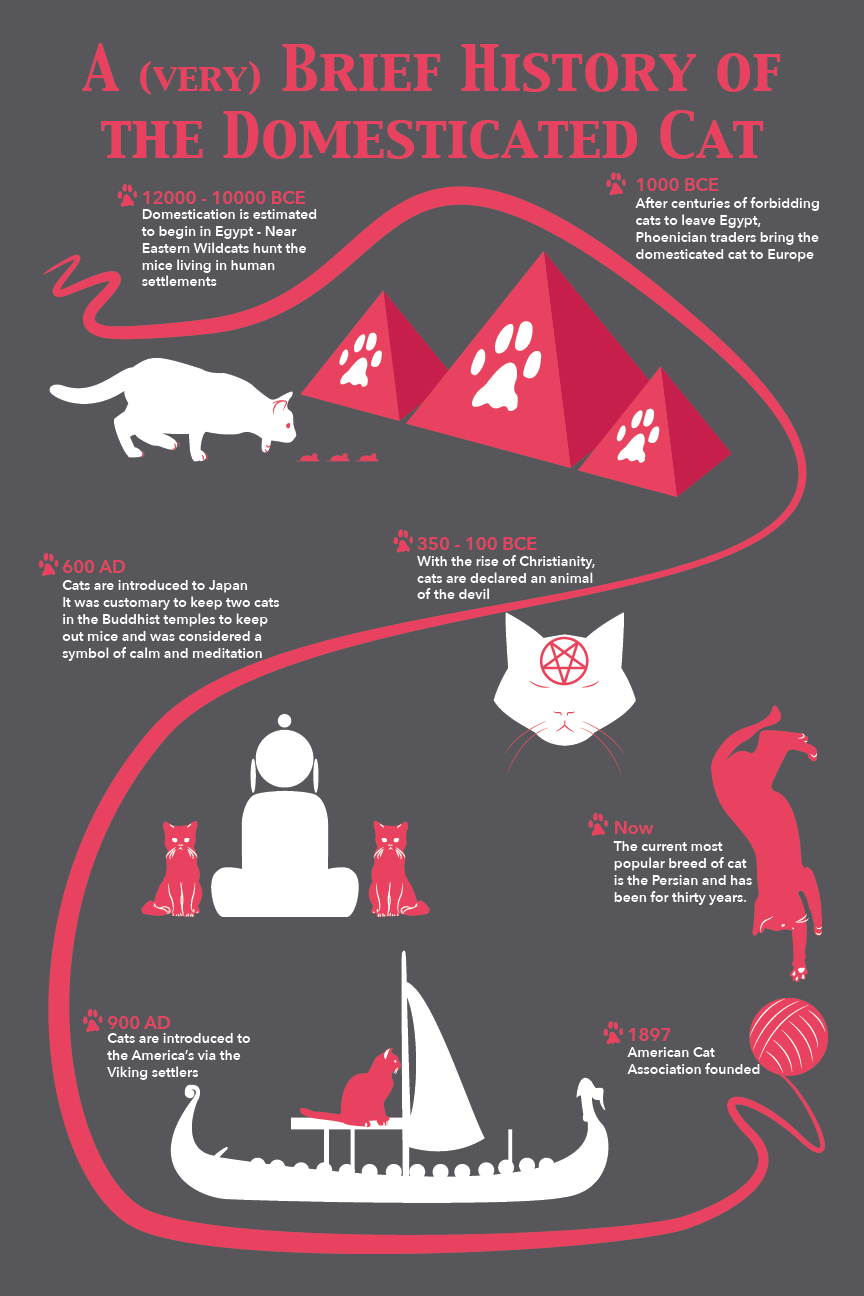 A (VERY) BRIEF HISTORY OF
THE DOMESTICATED CAT
12000 - 10000 BCE
Domestication is estimated
to begin in Egypt - Near
Eastern Wildcats hunt the
mice living in human
settlements
1000 BCE
After centuries of forbidding
cats to leave Egypt,
Phoenician traders bring the
domesticated cat to Europe
350 - 100 BCE
With the rise of Christianity,
cats are declared an animal
of the devil
600 AD
Cats are introduced to Japan
It was customary to keep two cats
in the Buddhist temples to keep
out mice and was considered a
symbol of calm and meditation
900 AD
Cats are introduced to
the America's via the
Viking settlers
1897
American Cat
Association founded
Now
The current most
popular breed of cat
is the Persian and has
been for thirty years.